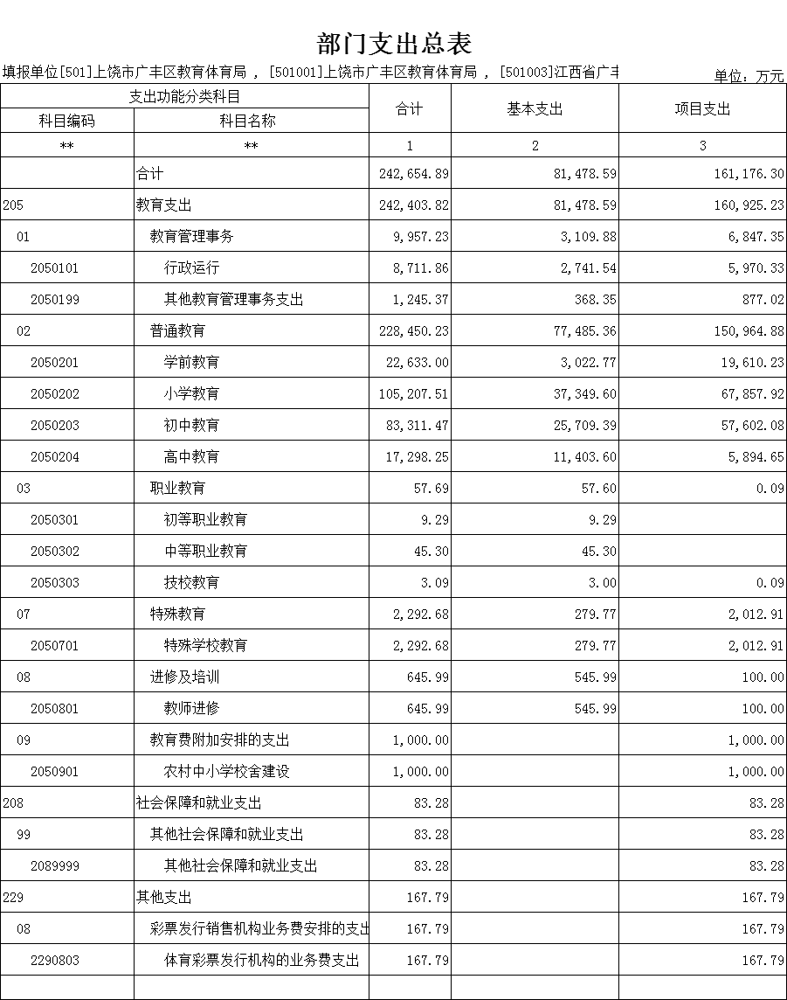 部门支出总表
填报单位[501]上饶市广丰区教育体育局 , [501001]上饶市广丰区教育体育局 , [501003]江西省广丰
单位：万元
支出功能分类科目 合计 基本支出 项目支出
科目编码 科目名称
** ** 1 2 3
合计 242,654.89 81,478.59 161,176.30
205 教育支出 242,403.82 81,478.59 160,925.23
01 教育管理事务 9,957.23 3,109.88 6,847.35
2050101 行政运行 8,711.86 2,741.54 5,970.33
2050199 其他教育管理事务支出 1,245.37 368.35 877.02
02 普通教育 228,450.23 77,485.36 150,964.88
2050201 学前教育 22,633.00 3,022.77 19,610.23
2050202 小学教育 105,207.51 37,349.60 67,857.92
2050203 初中教育 83,311.47 25,709.39 57,602.08
2050204 高中教育 17,298.25 11,403.60 5,894.65
03 职业教育 57.69 57.60 0.09
2050301 初等职业教育 9.29 9.29
2050302 中等职业教育 45.30 45.30
2050303 技校教育 3.09 3.00 0.09
07 特殊教育 2,292.68 279.77 2,012.91
2050701 特殊学校教育 2,292.68 279.77 2,012.91
08 进修及培训 645.99 545.99 100.00
2050801 教师进修 645.99 545.99 100.00
09 教育费附加安排的支出 1,000.00 1,000.00
2050901 农村中小学校舍建设 1,000.00 1,000.00
208 社会保障和就业支出 83.28 83.28
99 其他社会保障和就业支出 83.28 83.28
2089999 其他社会保障和就业支出 83.28 83.28
229 其他支出 167.79 167.79
08 彩票发行销售机构业务费安排的支出 167.79 167.79
2290803 体育彩票发行机构的业务费支出 167.79 167.79